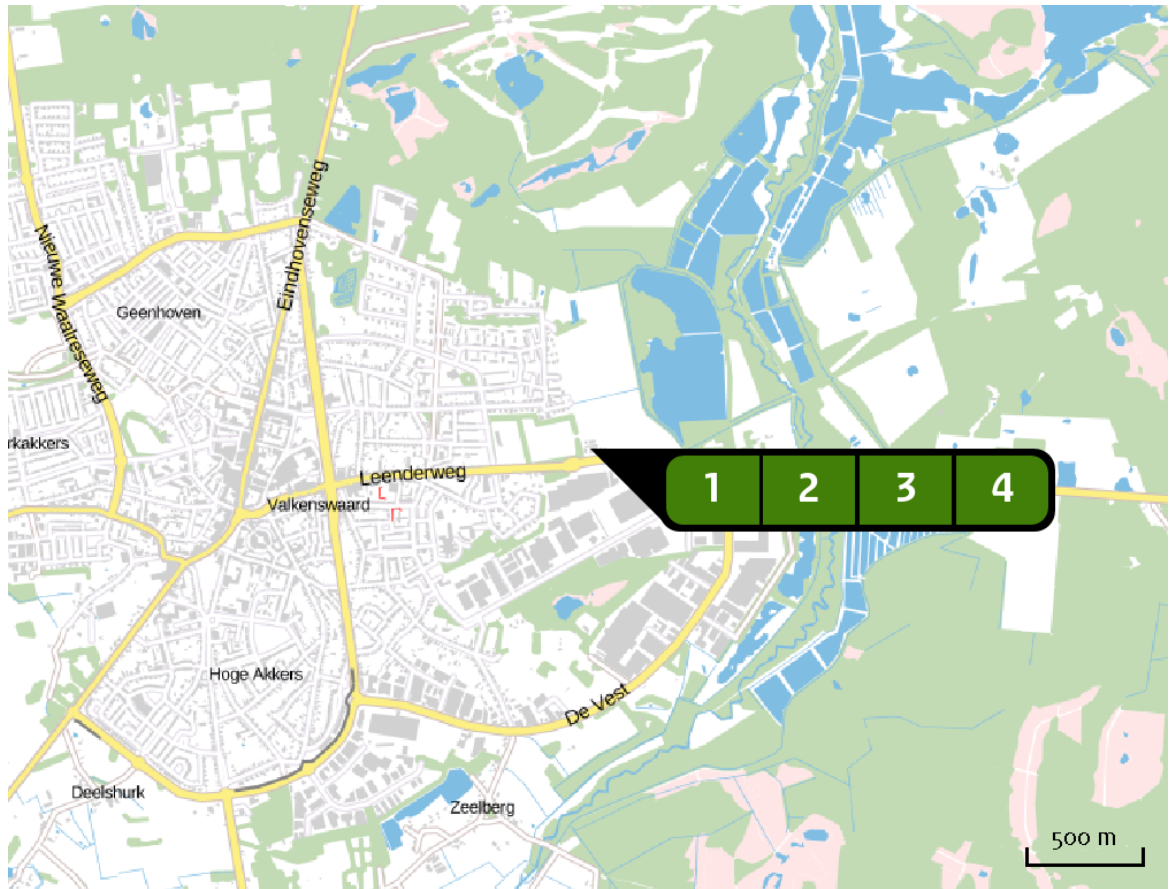 Nieuwe Waalreseweg
Eindhovenseweg
Geenhoven
rkakkers
Leenderweg
Valkenswaard
1 2 3 4
Hoge Akkers
De Vest
Deelshurk
Zeelberg
500 m